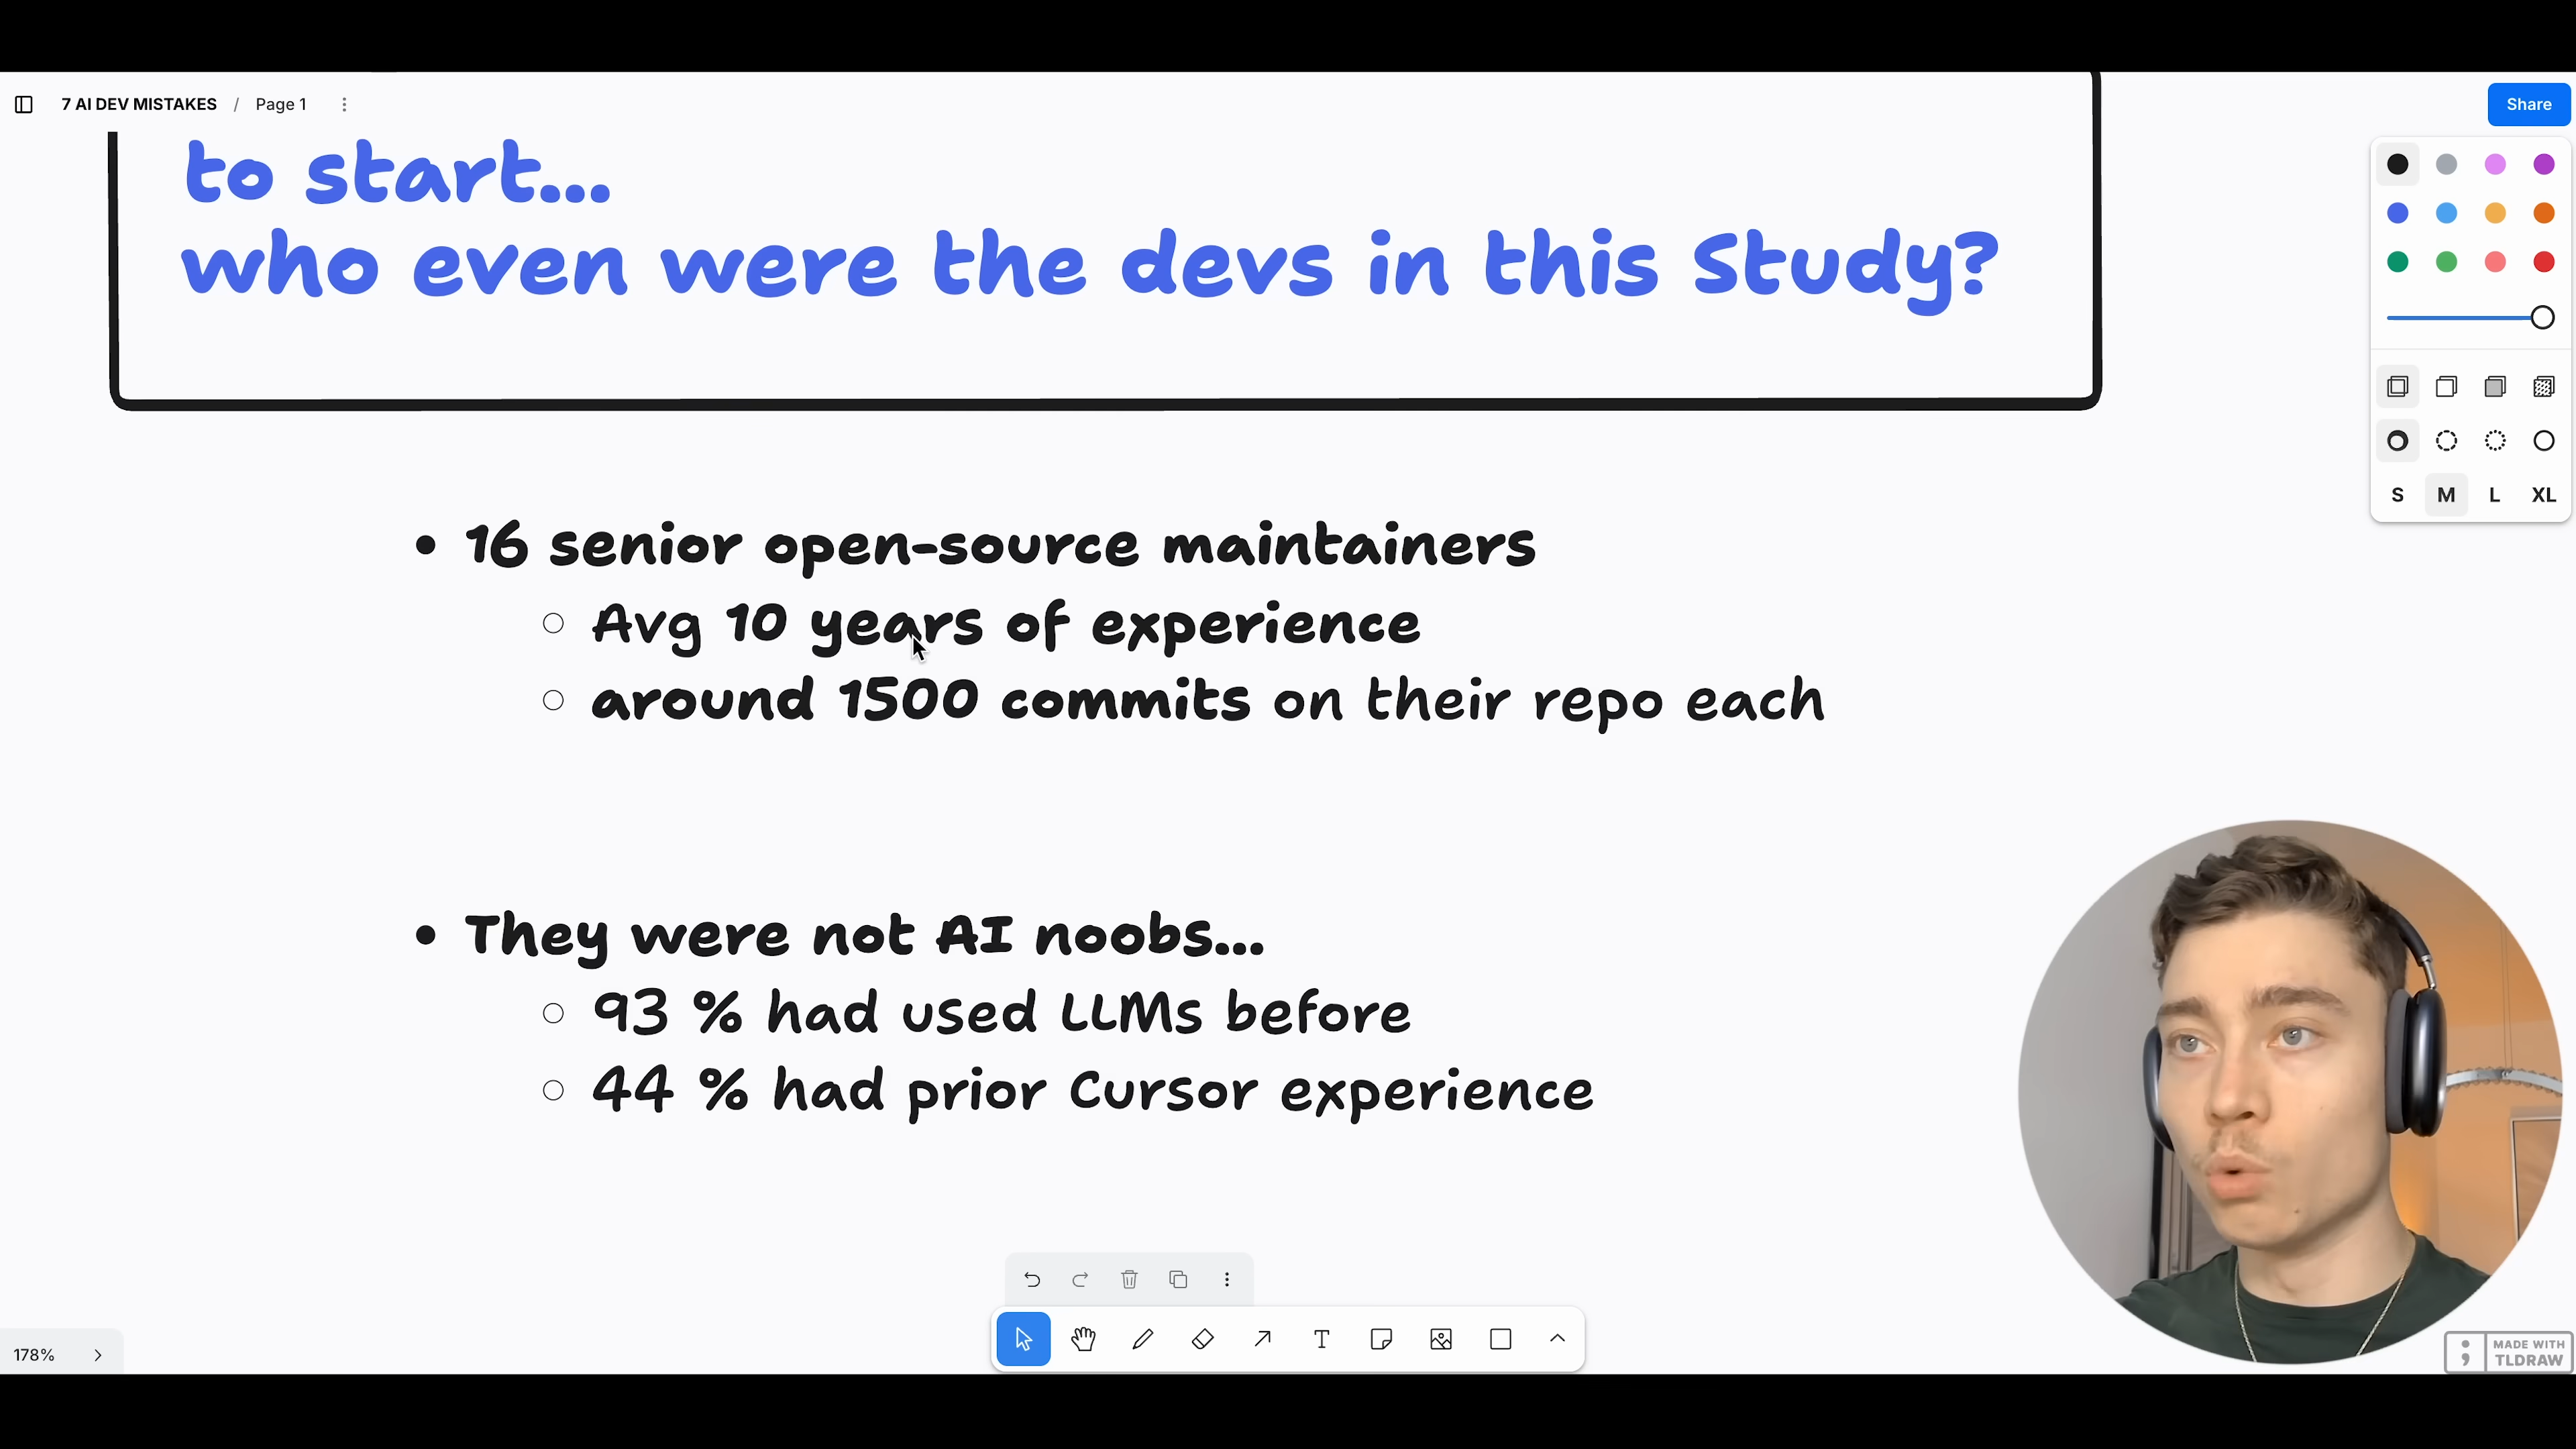 7 AI DEV MISTAKES / Page 1
Share
to start...
who even were the devs in this Study?
• 16 senior open-source maintainers
○ Avg 10 years of experience
○ around 1500 commits on their repo each
• They were not AI noobs...
○ 93 % had used LLMs before
○ 44 % had prior Cursor experience
S M L XL
178%
MADE WITH
TLDRAW